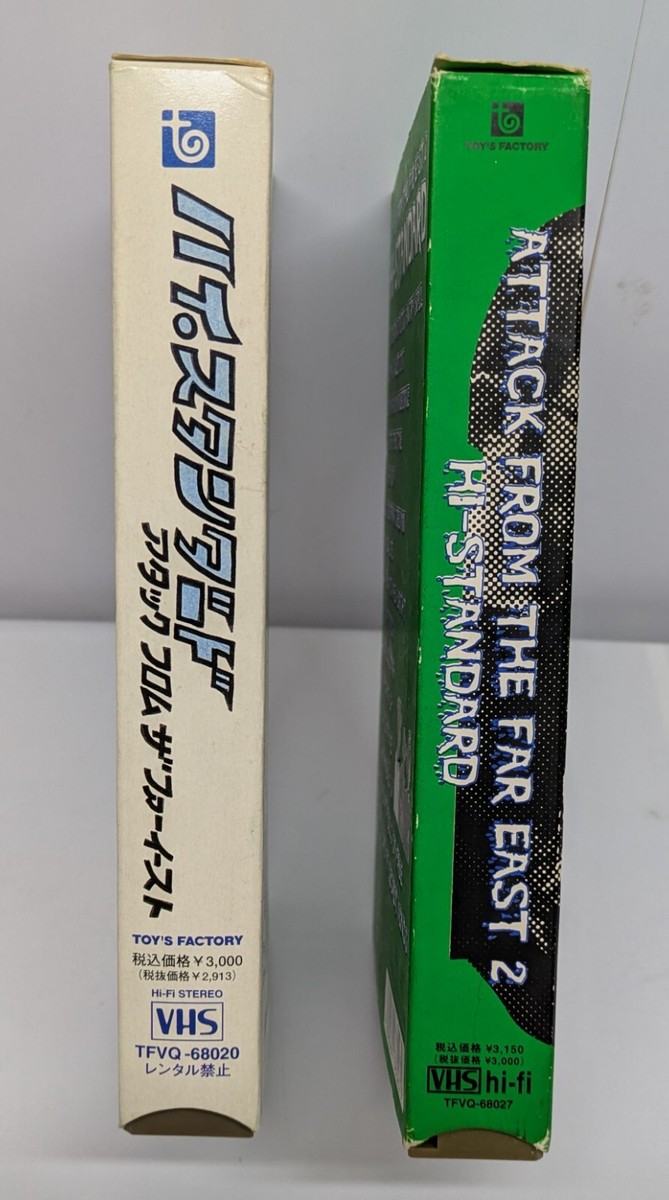 ハイ。スタンダード
アタック フロム ザ ファーイースト
TOY'S FACTORY
税込価格￥3,000
(税抜価格￥2,913)
Hi-Fi STEREO
VHS
TFVQ-68020
レンタル禁止
TOY'S FACTORY
ATTACK FROM THE FAR EAST 2
HI-STANDARD
税込価格 ¥3,150
(税抜価格 ¥3,000)
VHS hi-fi
TFVQ-68027